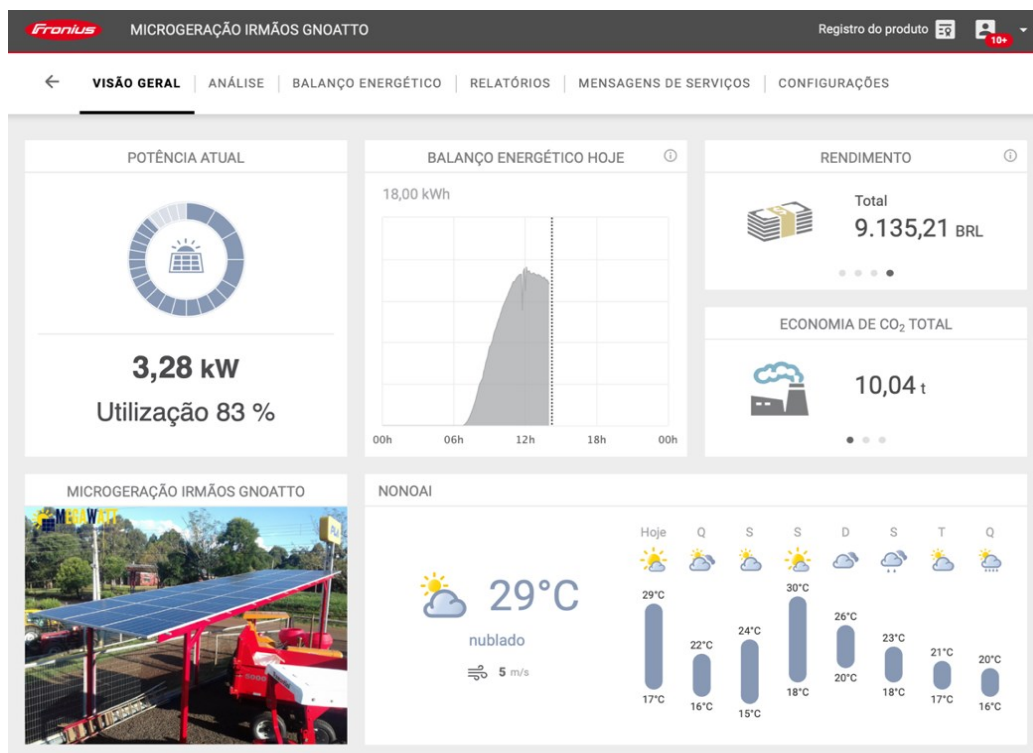 Fronius
MICROGERAÇÃO IRMÃOS GNOATTO
Registro do produto
10+
VISÃO GERAL
ANÁLISE
BALANÇO ENERGÉTICO
RELATÓRIOS
MENSAGENS DE SERVIÇOS
CONFIGURAÇÕES
POTÊNCIA ATUAL
3,28 kW
Utilização 83 %
BALANÇO ENERGÉTICO HOJE
18,00 kWh
00h 06h 12h 18h 00h
RENDIMENTO
Total
9.135,21 BRL
ECONOMIA DE CO₂ TOTAL
10,04 t
MICROGERAÇÃO IRMÃOS GNOATTO
MEGAWATT
NONOAI
29°C
nublado
5 m/s
Hoje Q S S D S T Q
29°C 22°C 24°C 30°C 26°C 23°C 21°C 20°C
17°C 16°C 15°C 18°C 20°C 18°C 17°C 16°C